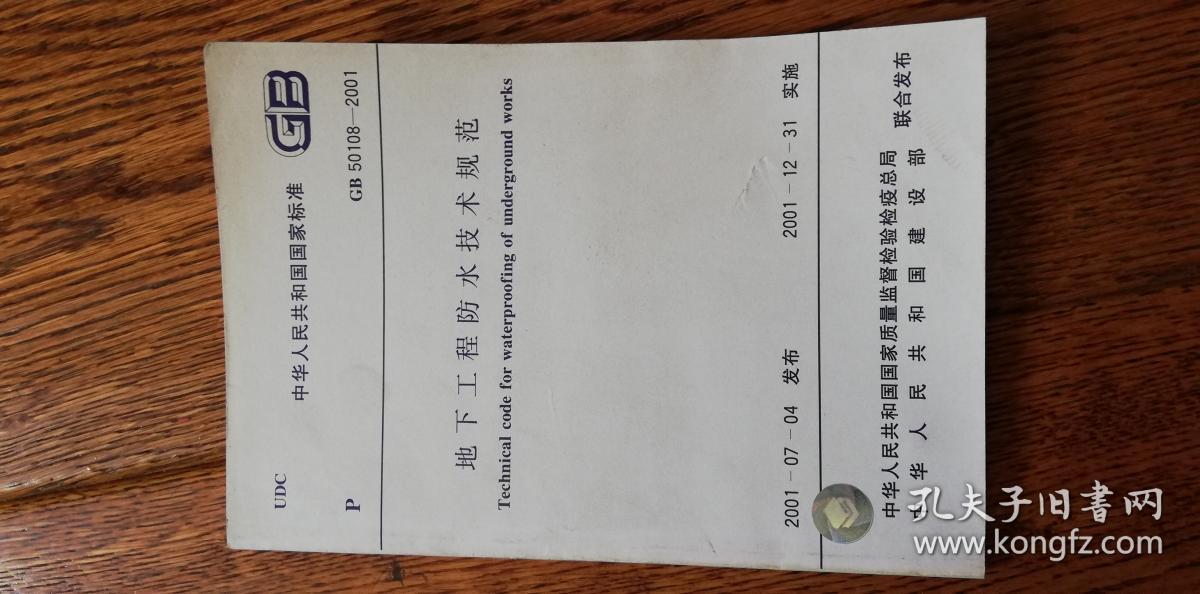 UDC
中华人民共和国国家标准
GB
P
GB 50108—2001
地下工程防水技术规范
Technical code for waterproofing of underground works
2001-07-04 发布
2001-12-31 实施
中华人民共和国国家质量监督检验检疫总局
中华人民共和国建设部
联合发布
孔夫子旧书网
www.kongfz.com